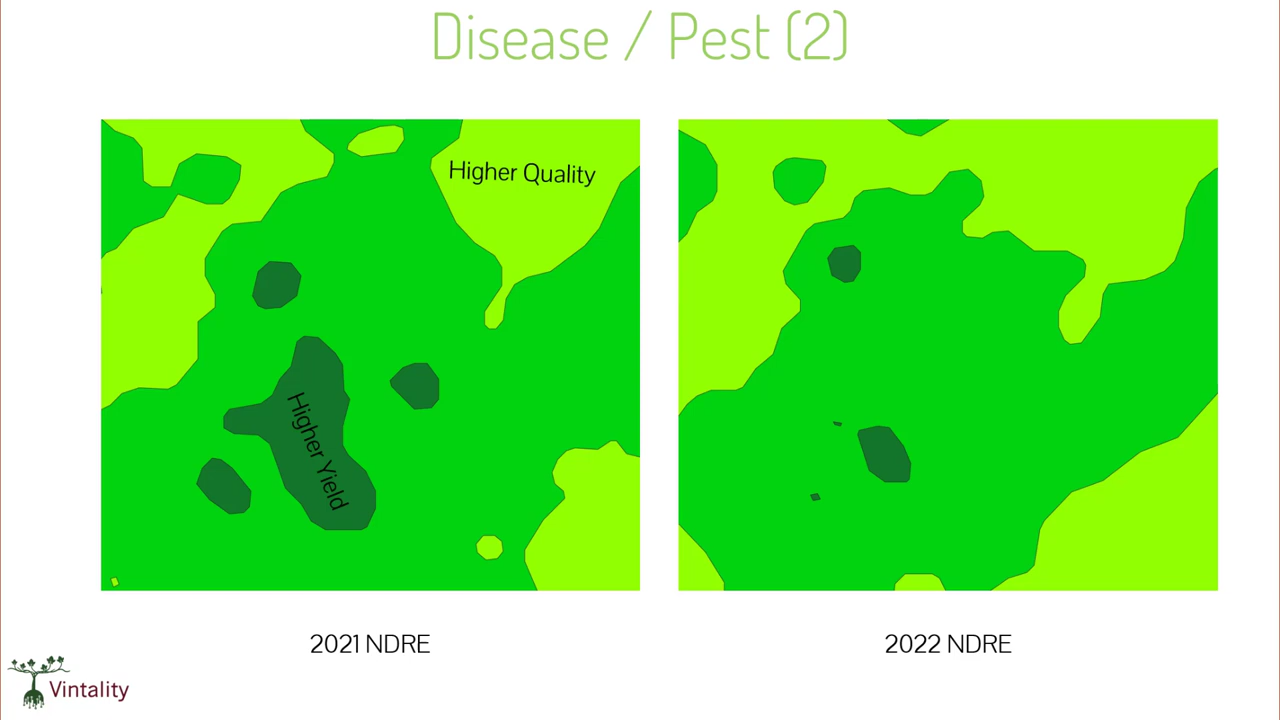 Disease / Pest (2)
Higher Quality
Higher Yield
2021 NDRE
2022 NDRE
Vintality